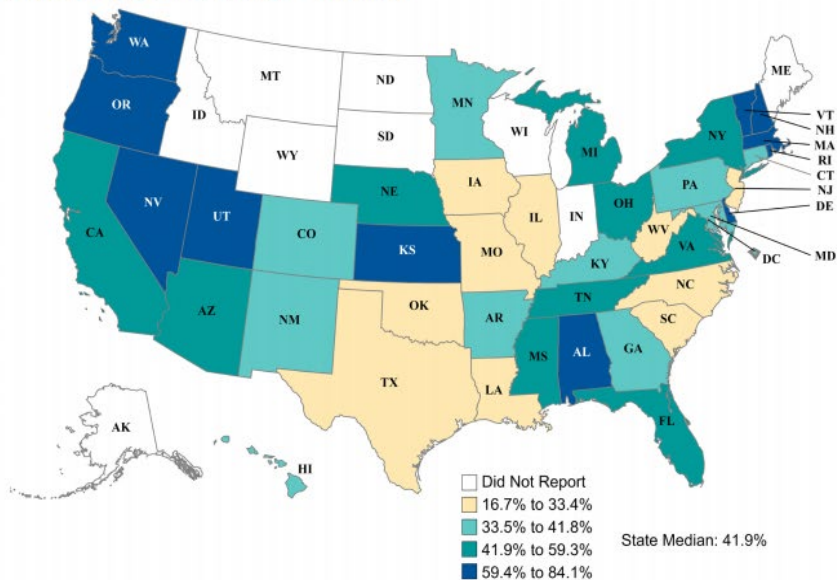 WA
MT
ND
ME
OR
ID
MN
VT
NH
SD
WI
NY
MA
WY
MI
RI
CT
NE
IA
PA
NJ
NV
UT
IL
IN
OH
DE
CA
CO
WV
KS
MO
VA
MD
KY
DC
AZ
NM
OK
TN
NC
AR
SC
MS
AL
GA
TX
LA
FL
AK
HI
Did Not Report
16.7% to 33.4%
33.5% to 41.8%
41.9% to 59.3%
59.4% to 84.1%
State Median: 41.9%